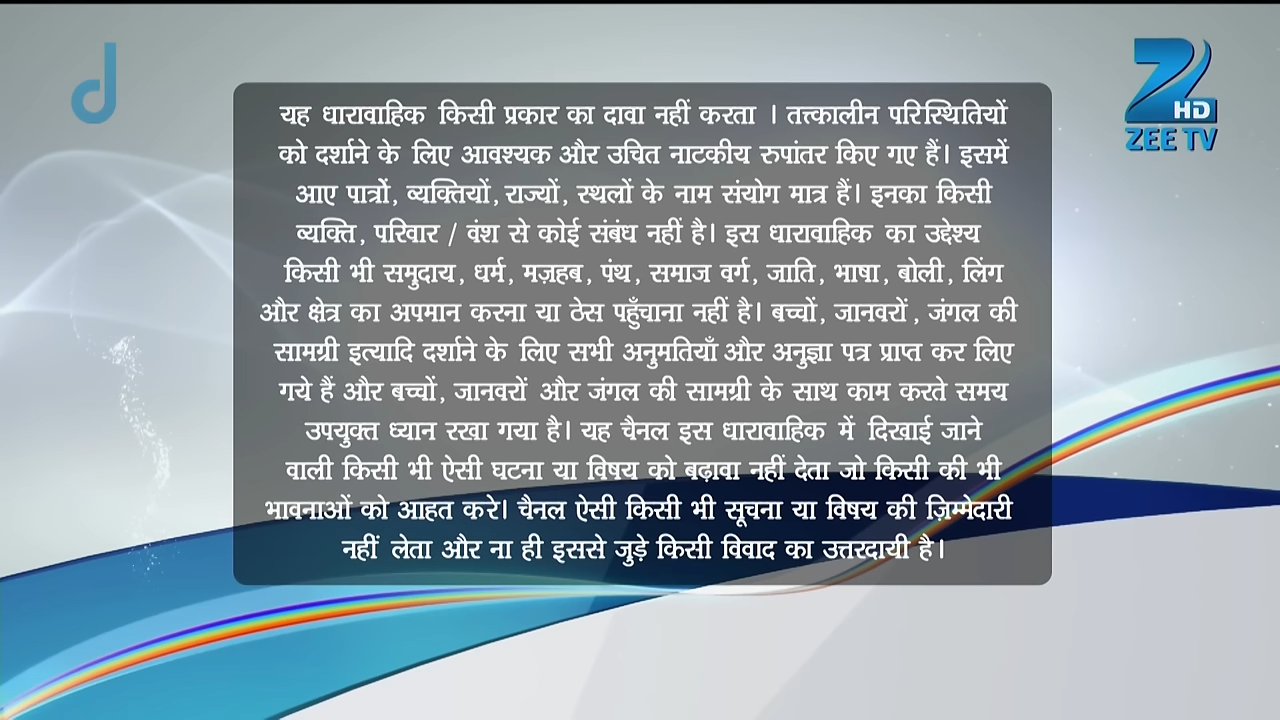 यह धारावाहिक किसी प्रकार का दावा नहीं करता । तत्त्कालीन परिस्थितियों
को दर्शाने के लिए आवश्यक और उचित नाटकीय रुपांतर किए गए हैं। इसमें
आए पात्रों, व्यक्तियों, राज्यों, स्थलों के नाम संयोग मात्र हैं। इनका किसी
व्यक्ति, परिवार / वंश से कोई संबंध नहीं है। इस धारावाहिक का उद्देश्य
किसी भी समुदाय, धर्म, मज़हब, पंथ, समाज वर्ग, जाति, भाषा, बोली, लिंग
और क्षेत्र का अपमान करना या ठेस पहुँचाना नहीं है। बच्चों, जानवरों, जंगल की
सामग्री इत्यादि दर्शाने के लिए सभी अनुमतियाँ और अनुज्ञा पत्र प्राप्त कर लिए
गये हैं और बच्चों, जानवरों और जंगल की सामग्री के साथ काम करते समय
उपयुक्त ध्यान रखा गया है। यह चैनल इस धारावाहिक में दिखाई जाने
वाली किसी भी ऐसी घटना या विषय को बढ़ावा नहीं देता जो किसी की भी
भावनाओं को आहत करे। चैनल ऐसी किसी भी सूचना या विषय की ज़िम्मेदारी
नहीं लेता और ना ही इससे जुड़े किसी विवाद का उत्तरदायी है।
HD
ZEE TV